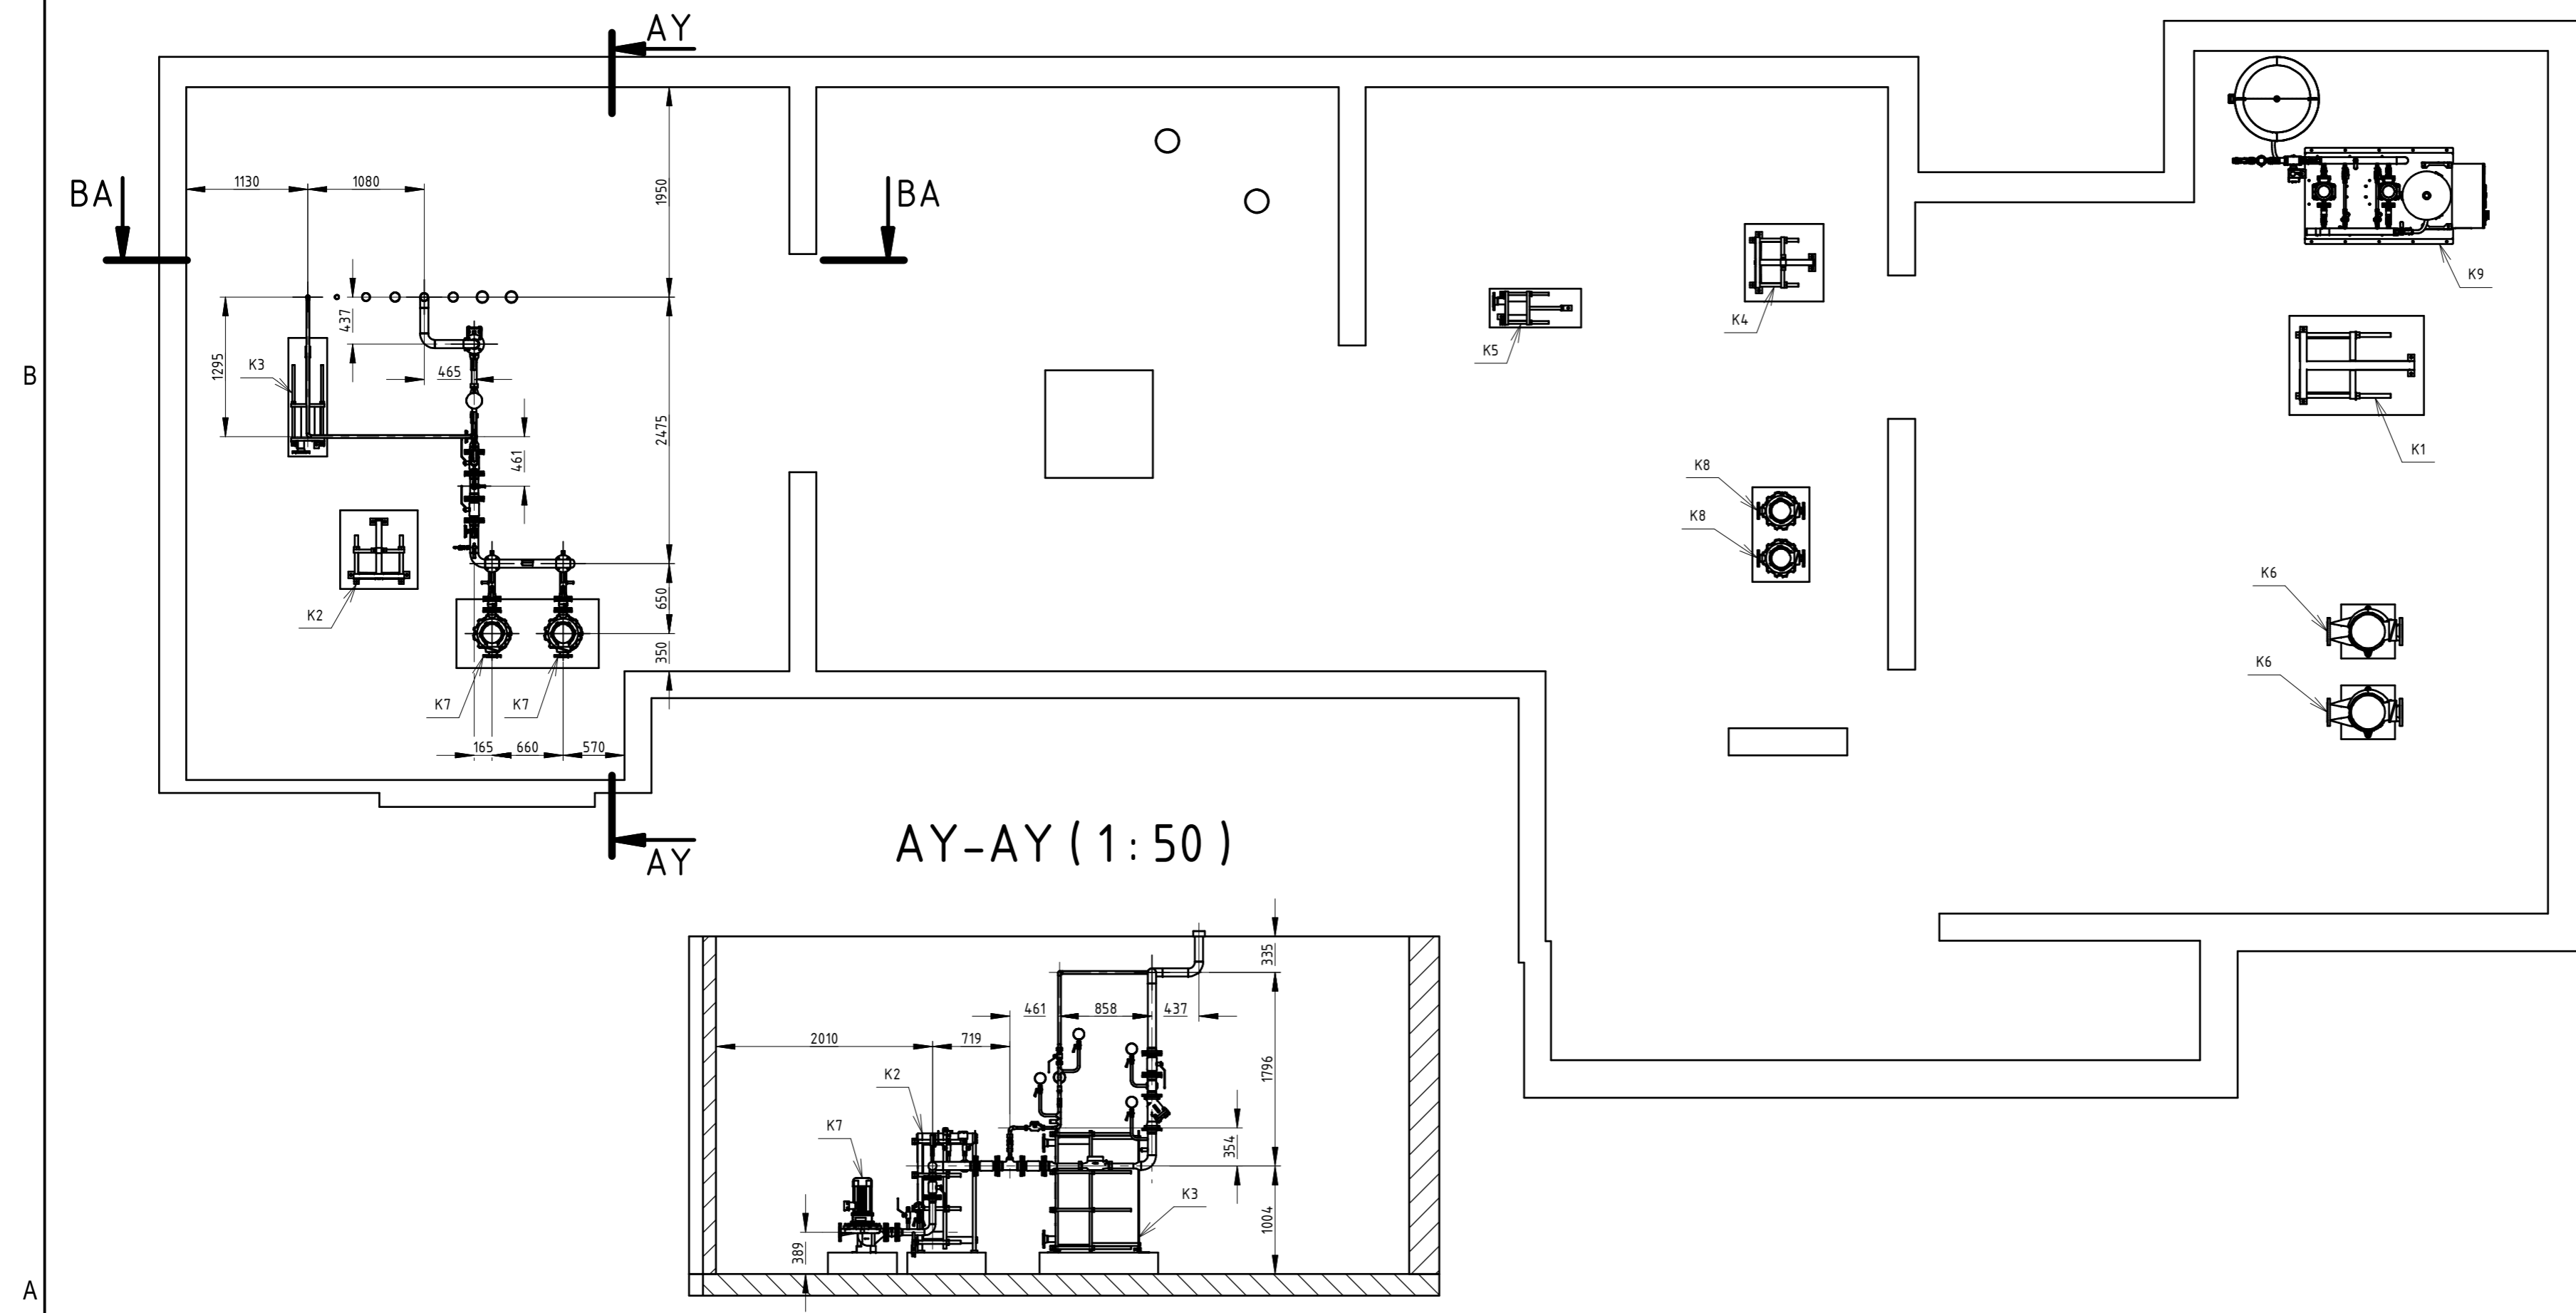 AY
BA
BA
1130
1080
1950
437
1295
K3
465
2475
461
K2
650
350
K7
K7
165
660
570
AY
K9
K4
K5
K1
K8
K8
K6
K6
B
AY-AY(1:50)
335
461
858
437
2010
719
1796
K2
K7
354
K3
1004
389
A